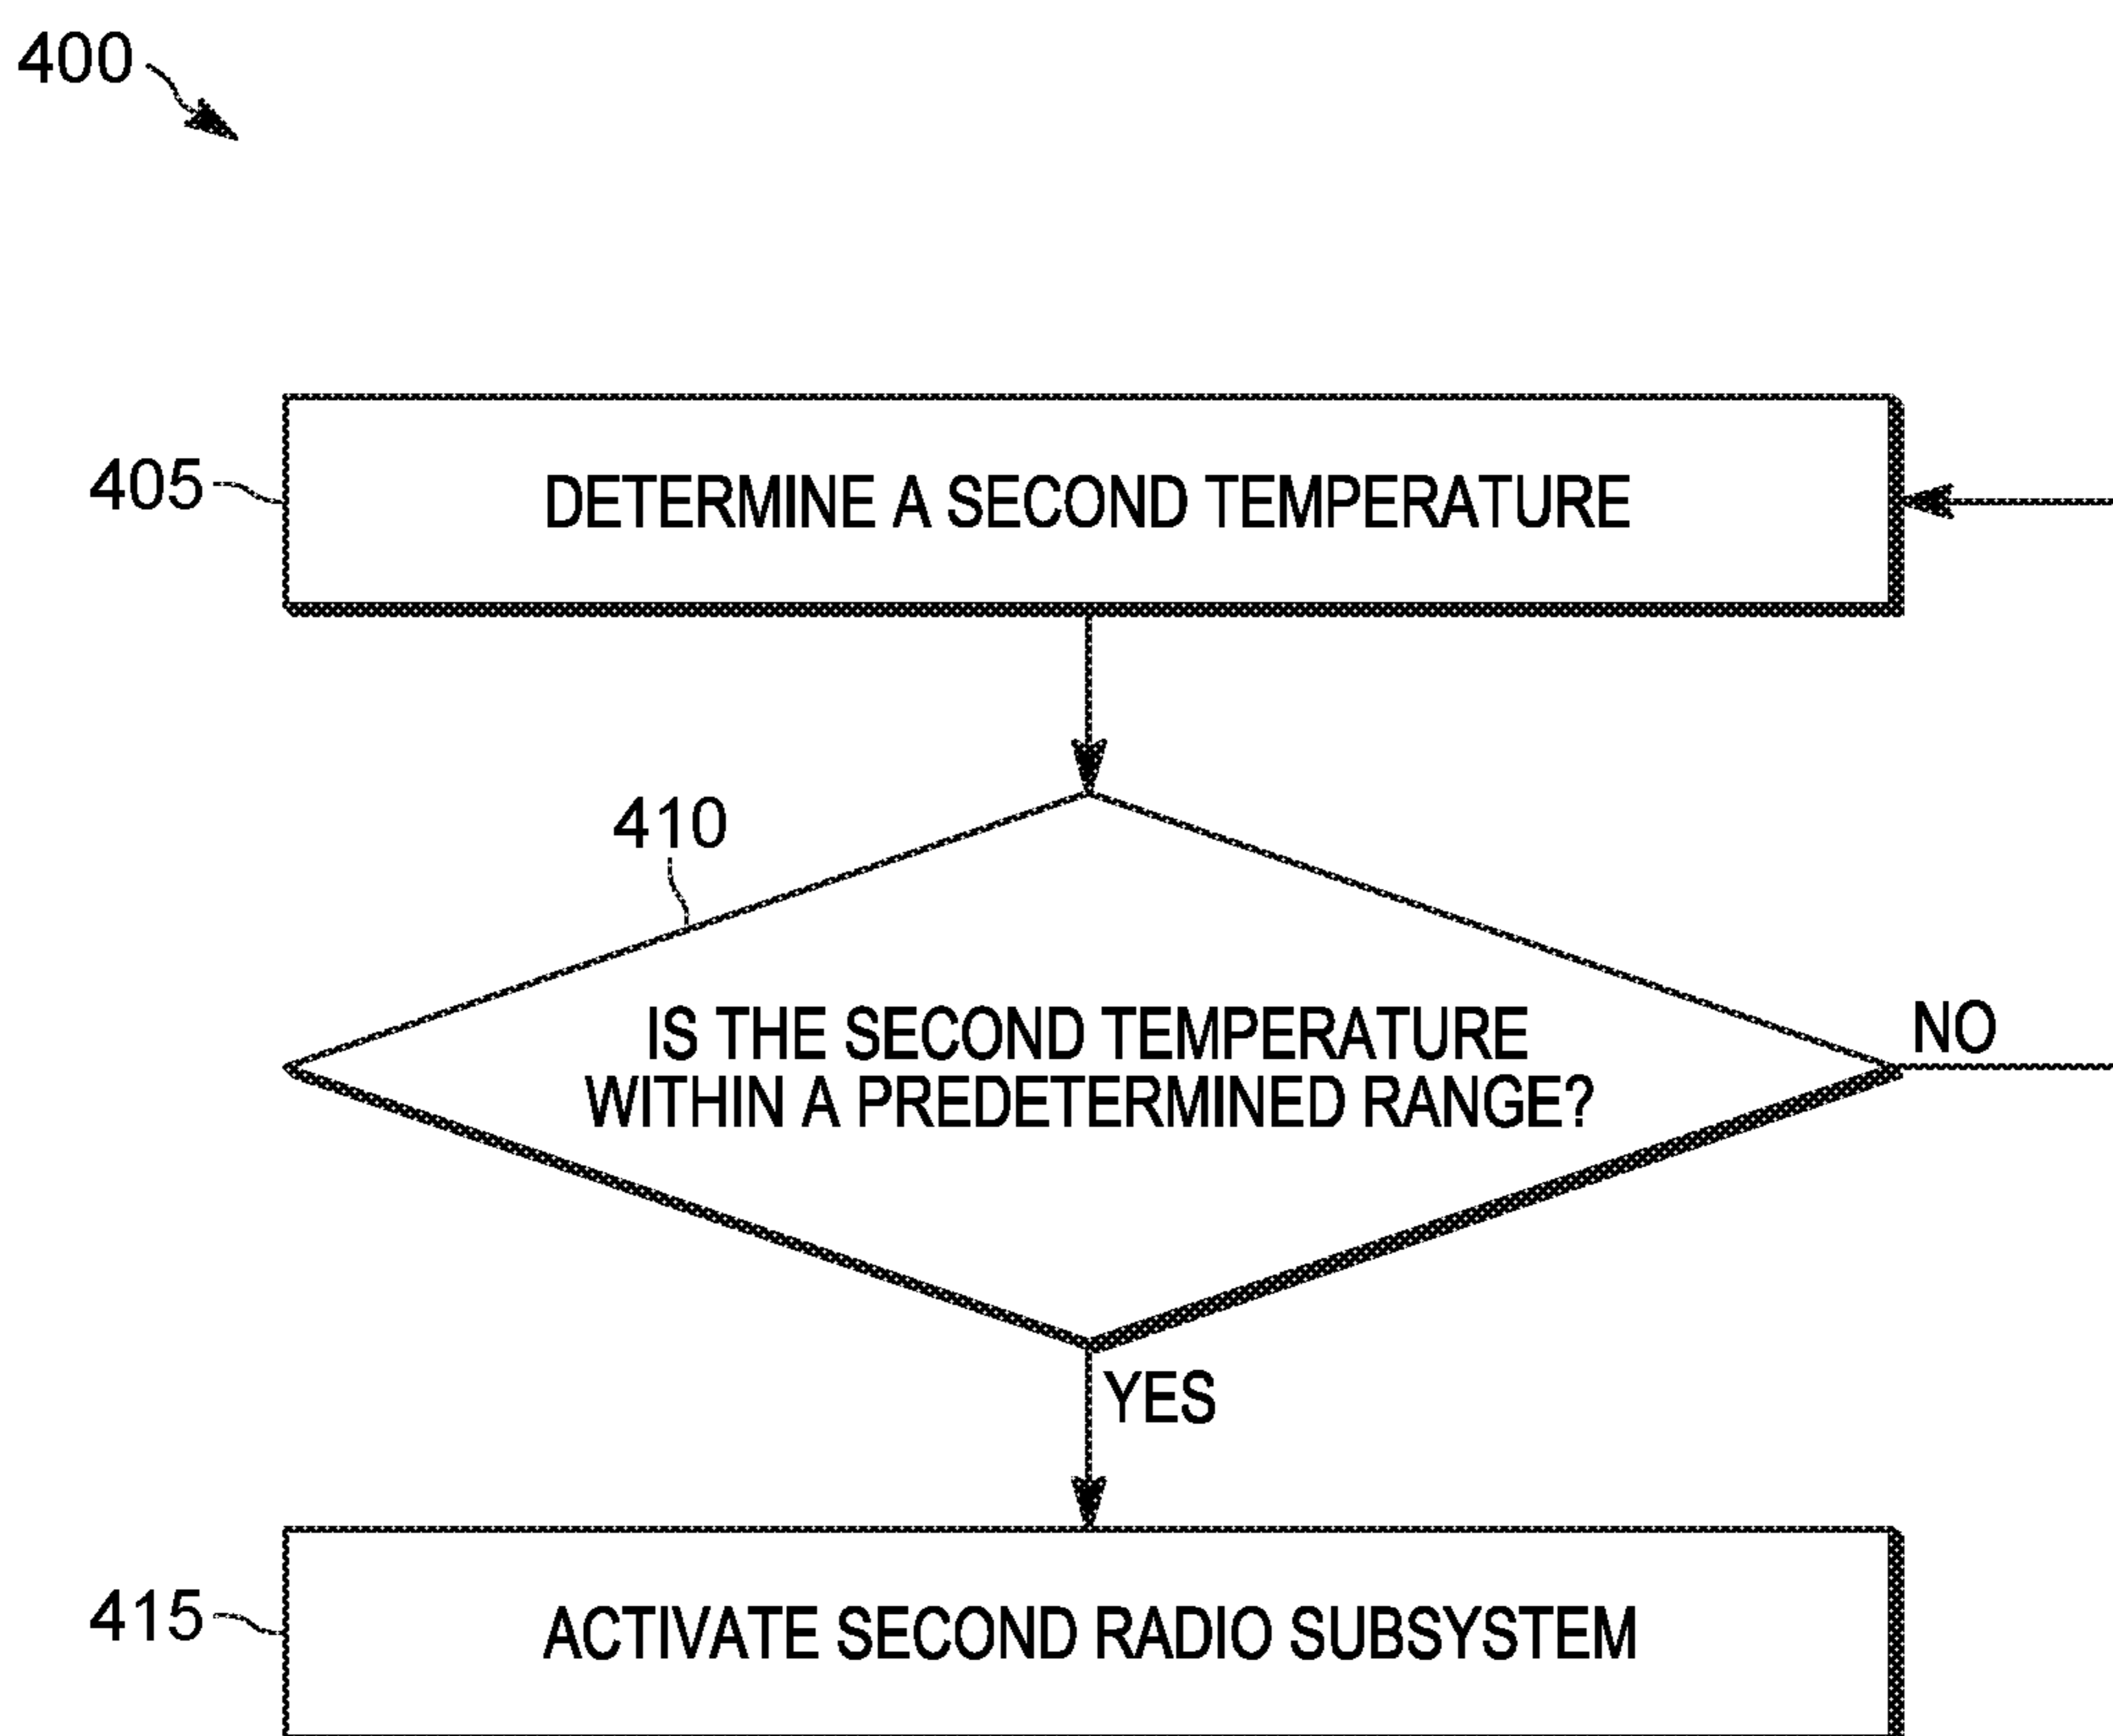 400
405
DETERMINE A SECOND TEMPERATURE
410
IS THE SECOND TEMPERATURE
WITHIN A PREDETERMINED RANGE?
NO
YES
415
ACTIVATE SECOND RADIO SUBSYSTEM